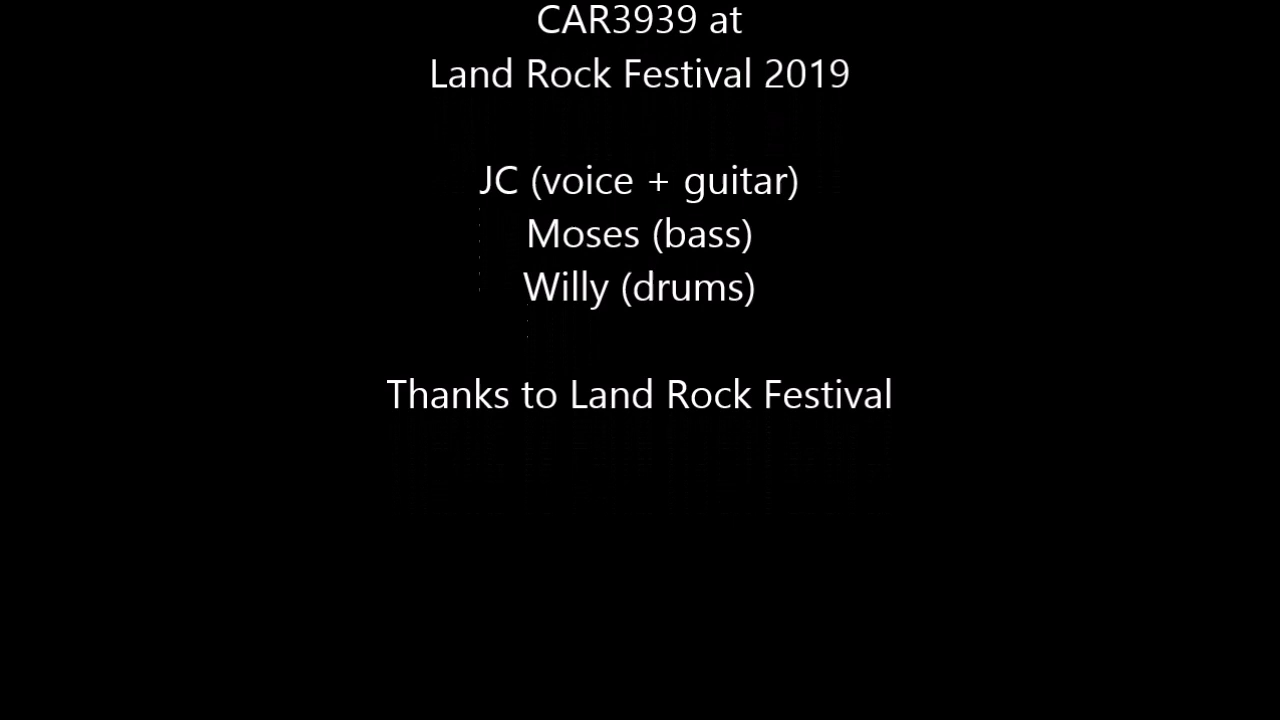 CAR3939 at
Land Rock Festival 2019
JC (voice + guitar)
Moses (bass)
Willy (drums)
Thanks to Land Rock Festival